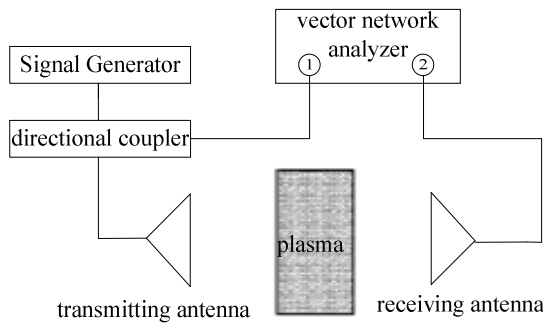 vector network
analyzer
1
2
Signal Generator
directional coupler
plasma
transmitting antenna
receiving antenna